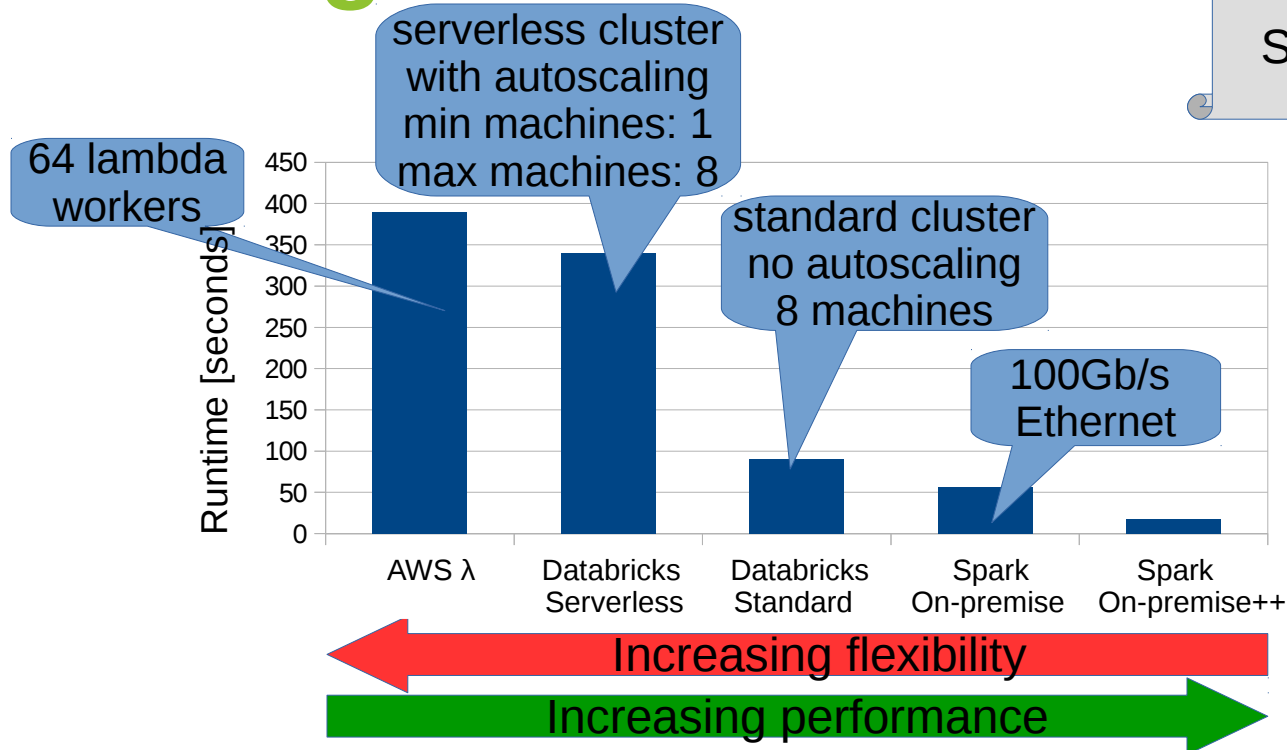 serverless cluster
with autoscaling
min machines: 1
max machines: 8
S
64 lambda
workers
standard cluster
no autoscaling
8 machines
100Gb/s
Ethernet
Runtime [seconds]
450
400
350
300
250
200
150
100
50
0
AWS λ
Databricks
Serverless
Databricks
Standard
Spark
On-premise
Spark
On-premise++
Increasing flexibility
Increasing performance